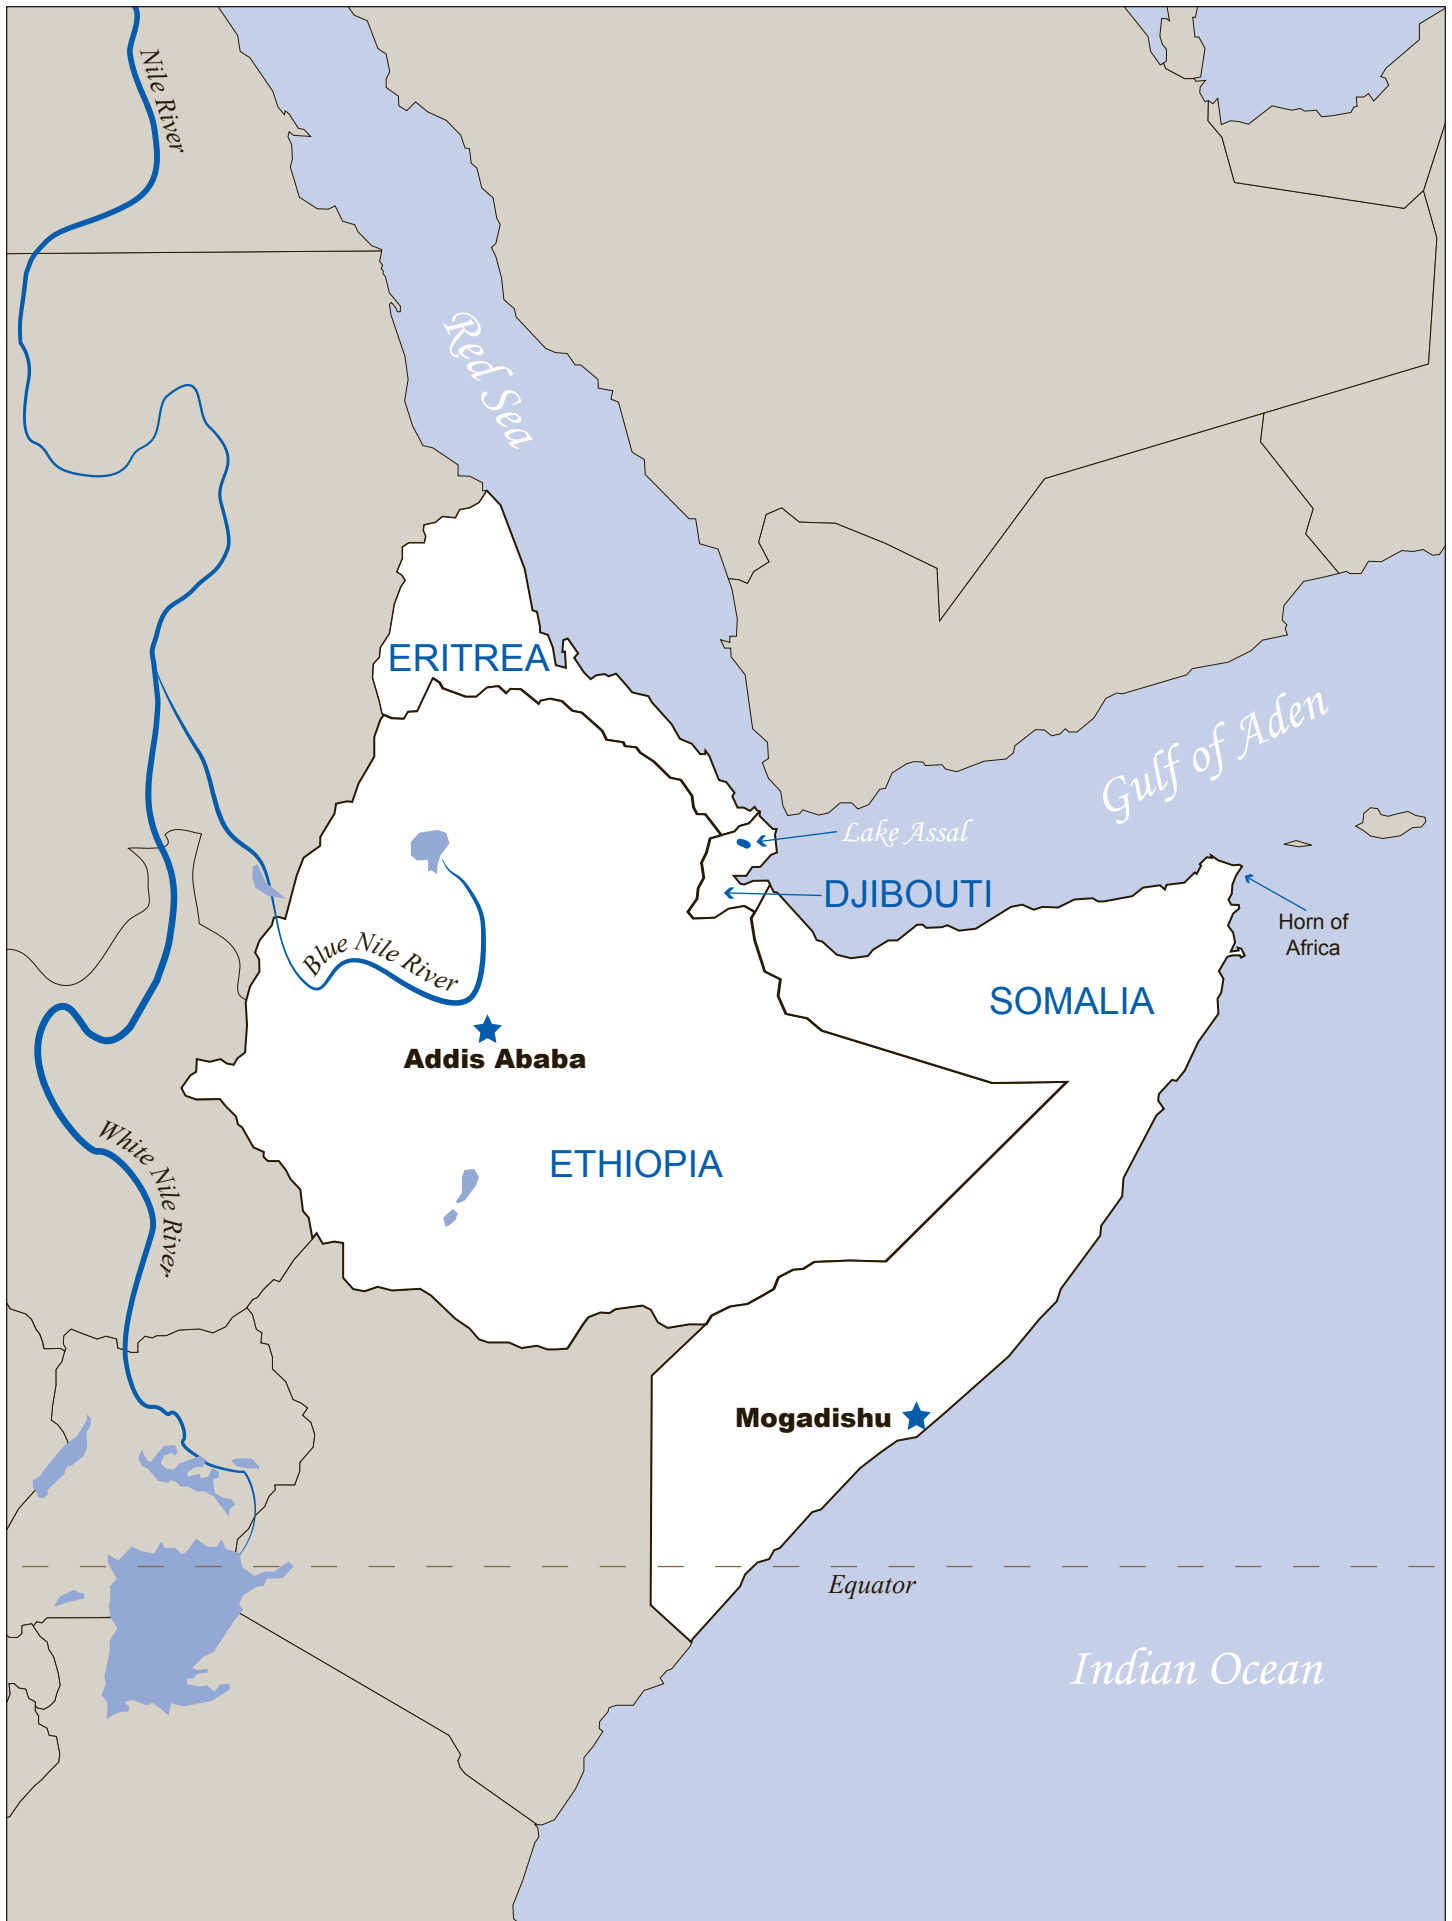 Nile River
Red Sea
ERITREA
Gulf of Aden
Lake Assal
DJIBOUTI
Horn of
Africa
Blue Nile River
SOMALIA
Addis Ababa
White Nile River
ETHIOPIA
Mogadishu
Equator
Indian Ocean